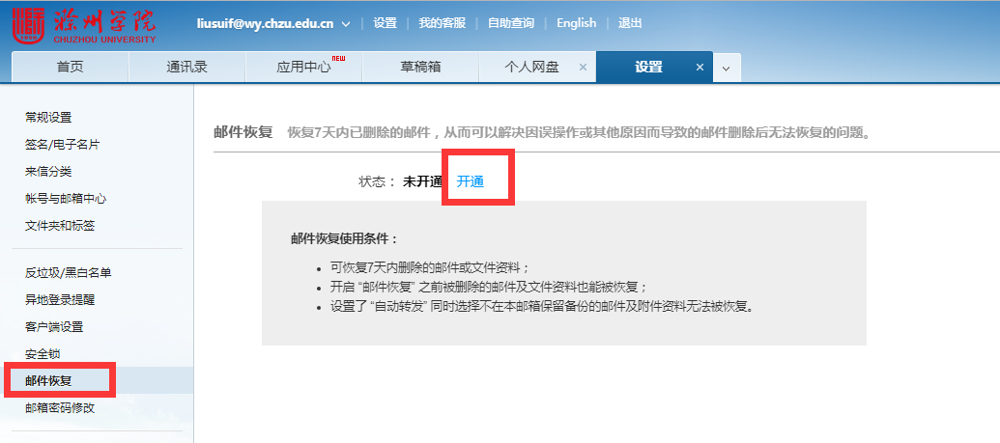 滁州学院
CHUZHOU UNIVERSITY
liusuif@wy.chzu.edu.cn 设置 我的客服 自助查询 English 退出
首页 通讯录 应用中心 NEW 草稿箱 个人网盘 × 设置 ×
常规设置
签名/电子名片
来信分类
帐号与邮箱中心
文件夹和标签
反垃圾/黑白名单
异地登录提醒
客户端设置
安全锁
邮件恢复
邮箱密码修改
邮件恢复 恢复7天内已删除的邮件，从而可以解决因误操作或其他原因而导致的邮件删除后无法恢复的问题。
状态： 未开通 开通
邮件恢复使用条件：
• 可恢复7天内删除的邮件或文件资料；
• 开启 “邮件恢复” 之前被删除的邮件及文件资料也能被恢复；
• 设置了 “自动转发” 同时选择不在本邮箱保留备份的邮件及附件资料无法被恢复。